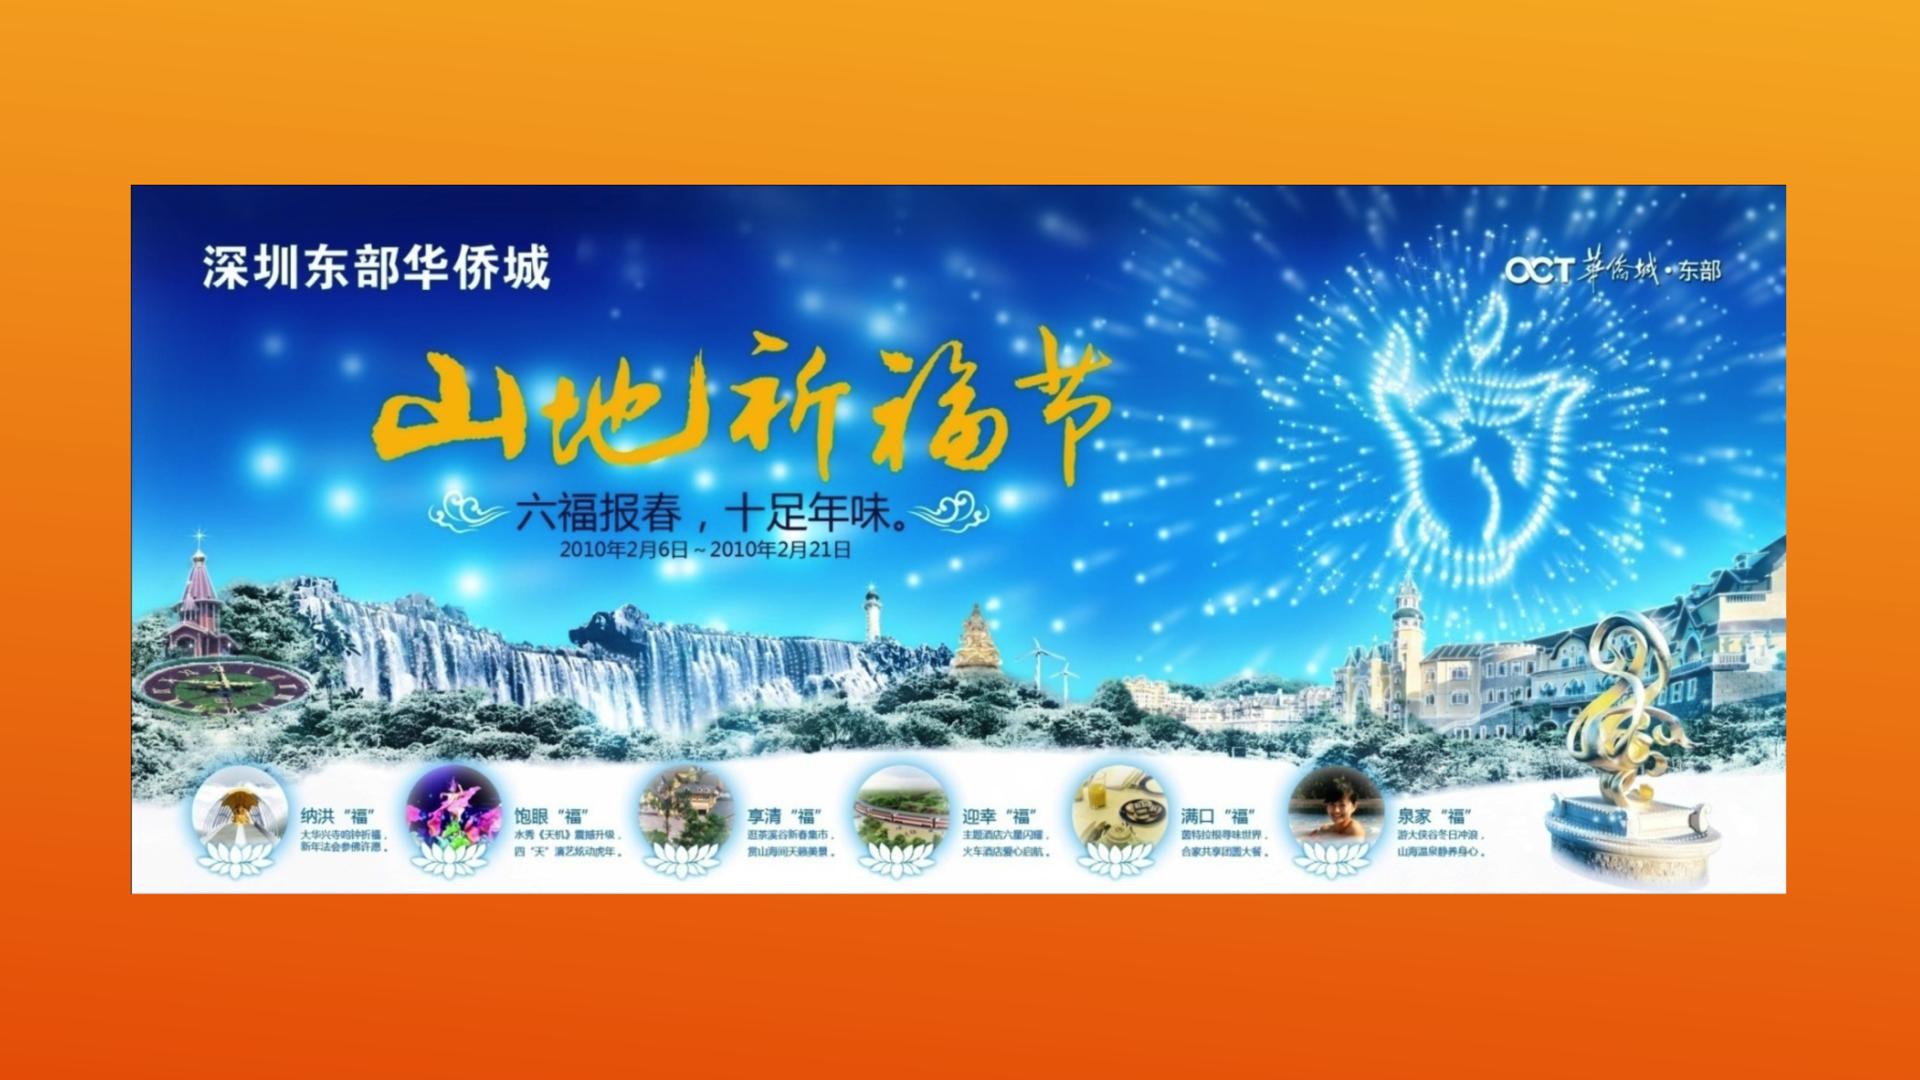 深圳东部华侨城
OCT 華侨城·东部
山地祈福节
六福报春，十足年味。
2010年2月6日～2010年2月21日
纳洪“福”
大华兴寺鸣钟祈福，
新年法会参佛许愿。
饱眼“福”
水秀《天机》震撼升级，
四“天”演艺炫动虎年。
享清“福”
逛茶溪谷新春集市，
赏山海间天籁美景。
迎幸“福”
主题酒店六星闪耀，
火车酒店爱心启航。
满口“福”
茵特拉根寻味世界，
合家共享团圆大餐。
泉家“福”
游大侠谷冬日冲浪，
山海温泉静养身心。